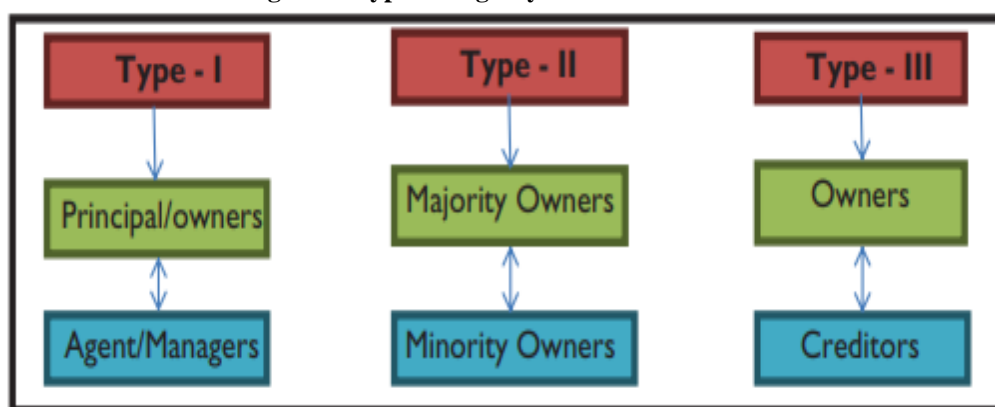 Type - I
Type - II
Type - III
Principal/owners
Majority Owners
Owners
Agent/Managers
Minority Owners
Creditors